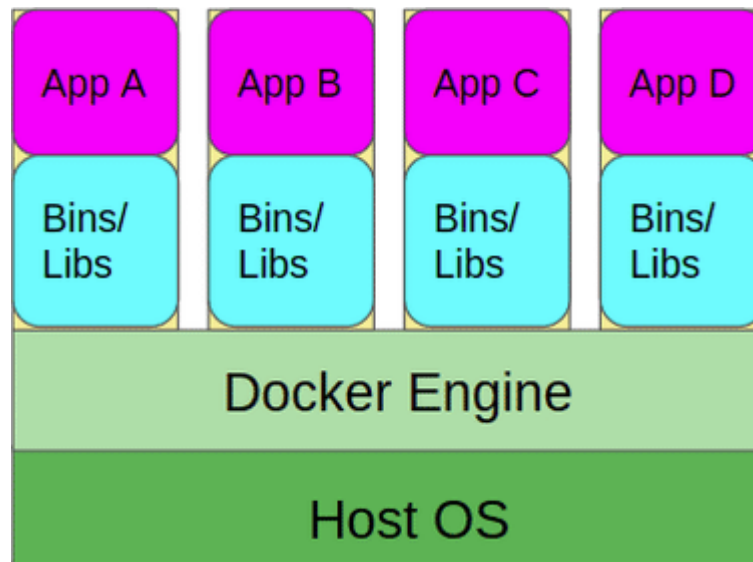 App A
App B
App C
App D
Bins/
Libs
Bins/
Libs
Bins/
Libs
Bins/
Libs
Docker Engine
Host OS